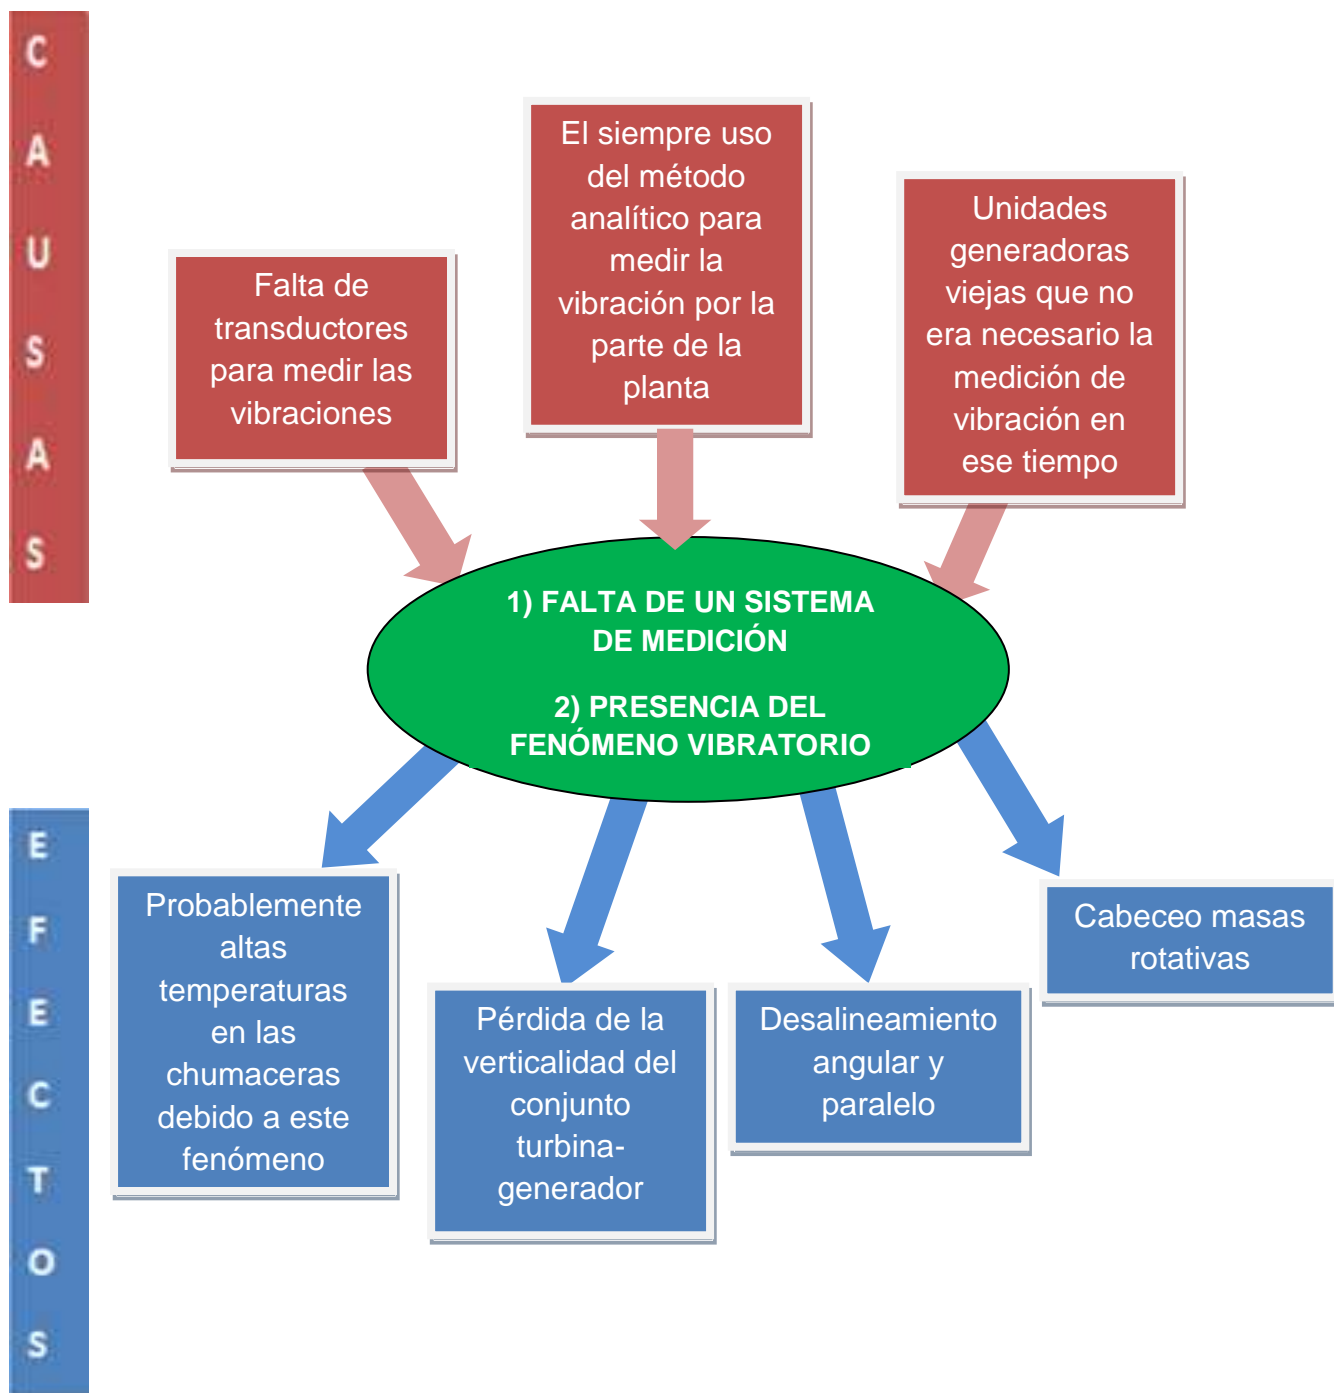 C
A
U
S
A
S
El siempre uso
del método
analítico para
medir la
vibración por la
parte de la
planta
Unidades
generadoras
viejas que no
era necesario la
medición de
vibración en
ese tiempo
Falta de
transductores
para medir las
vibraciones
1) FALTA DE UN SISTEMA
DE MEDICIÓN
2) PRESENCIA DEL
FENÓMENO VIBRATORIO
E
F
E
C
T
O
S
Probablemente
altas
temperaturas
en las
chumaceras
debido a este
fenómeno
Pérdida de la
verticalidad del
conjunto
turbina-
generador
Desalineamiento
angular y
paralelo
Cabeceo masas
rotativas